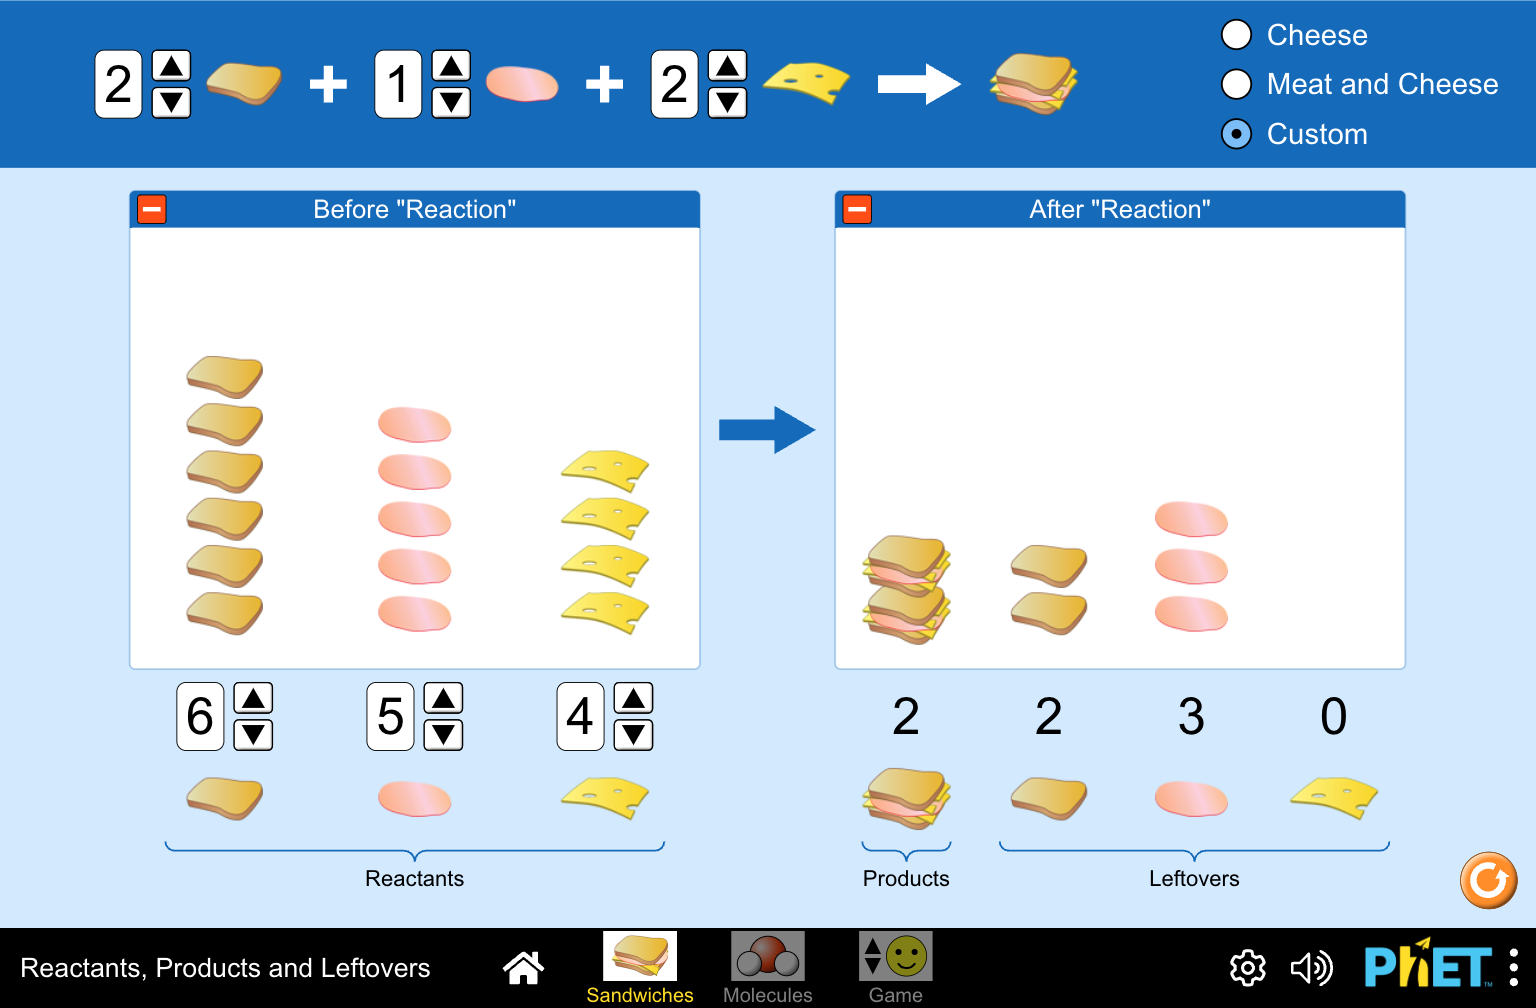 2 + 1 + 2
Cheese
Meat and Cheese
Custom
Before "Reaction"
After "Reaction"
6 5 4
2 2 3 0
Reactants
Products
Leftovers
Reactants, Products and Leftovers
Sandwiches
Molecules
Game
PhET™